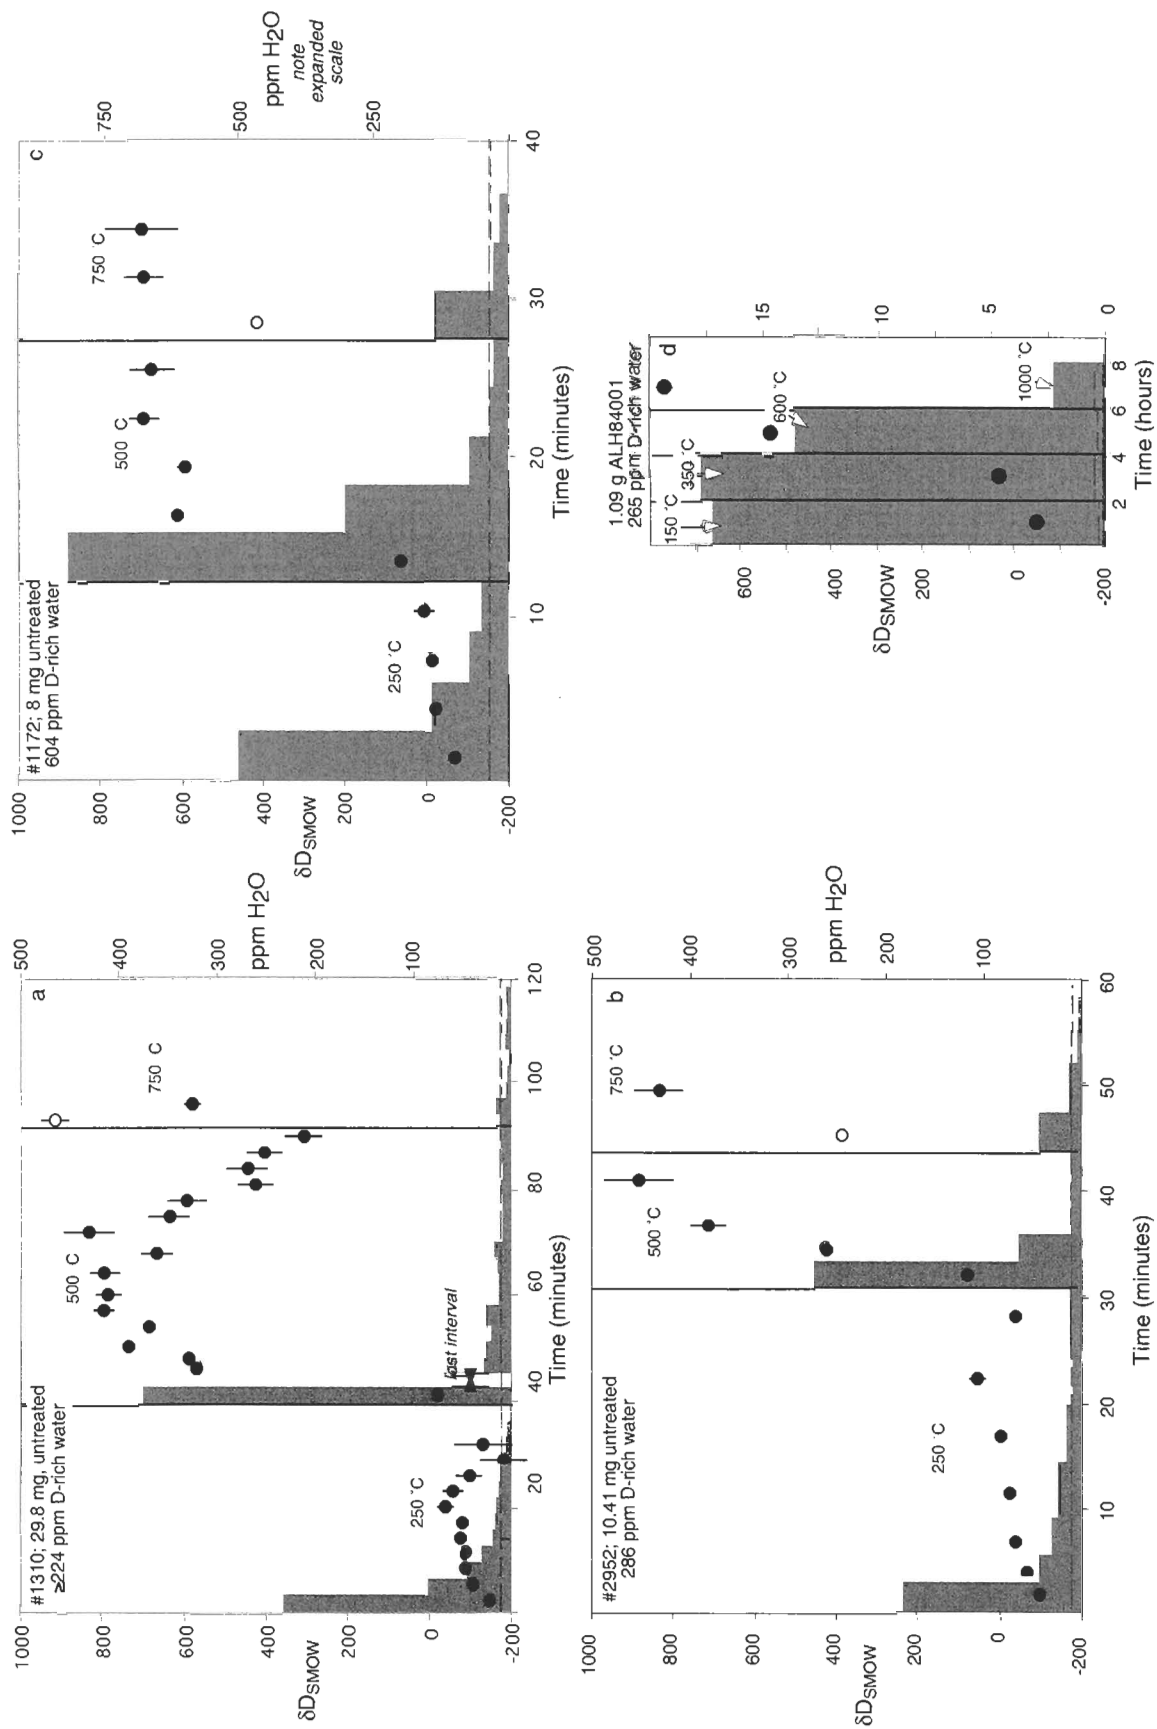 a
#1310; 29.8 mg, untreated
≥224 ppm D-rich water
250 ˚C
500 C
750 C
lost interval
1000
800
600
400
200
0
-200
δDSMOW
500
400
300
200
100
ppm H2O
20
40
60
80
100
120
Time (minutes)
b
#2952; 10.41 mg untreated
286 ppm D-rich water
250 ˚C
500 ˚C
750 ˚C
1000
800
600
400
200
0
-200
δDSMOW
500
400
300
200
100
ppm H2O
10
20
30
40
50
60
Time (minutes)
c
#1172; 8 mg untreated
604 ppm D-rich water
250 ˚C
500 C
750 ˚C
1000
800
600
400
200
0
-200
δDSMOW
750
500
250
ppm H2O
note
expanded
scale
10
20
30
40
Time (minutes)
d
1.09 g ALH84001
265 ppm D-rich water
150 ˚C
350 ˚C
600 ˚C
1000 ˚C
600
400
200
0
-200
δDSMOW
15
10
5
0
2
4
6
8
Time (hours)